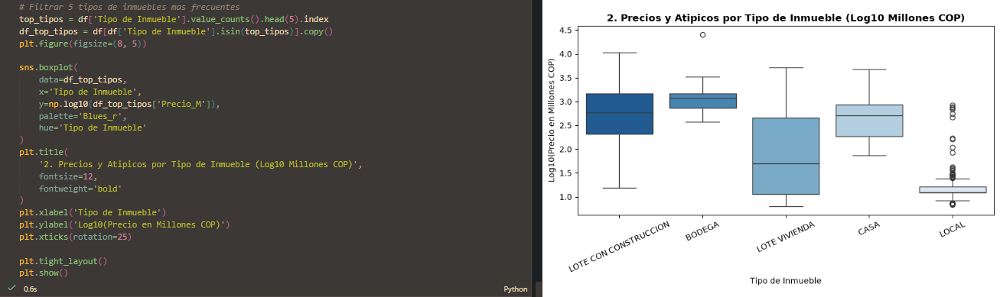 # Filtrar 5 tipos de inmuebles mas frecuentes
top_tipos = df['Tipo de Inmueble'].value_counts().head(5).index
df_top_tipos = df[df['Tipo de Inmueble'].isin(top_tipos)].copy()
plt.figure(figsize=(8, 5))
sns.boxplot(
data=df_top_tipos,
x='Tipo de Inmueble',
y=np.log10(df_top_tipos['Precio_M']),
palette='Blues_r',
hue='Tipo de Inmueble'
)
plt.title(
'2. Precios y Atipicos por Tipo de Inmueble (Log10 Millones COP)',
fontsize=12,
fontweight='bold'
)
plt.xlabel('Tipo de Inmueble')
plt.ylabel('Log10(Precio en Millones COP)')
plt.xticks(rotation=25)
plt.tight_layout()
plt.show()
0.6s
Python
2. Precios y Atipicos por Tipo de Inmueble (Log10 Millones COP)
Log10(Precio en Millones COP)
4.5
4.0
3.5
3.0
2.5
2.0
1.5
1.0
LOTE CON CONSTRUCCION
BODEGA
LOTE VIVIENDA
CASA
LOCAL
Tipo de Inmueble